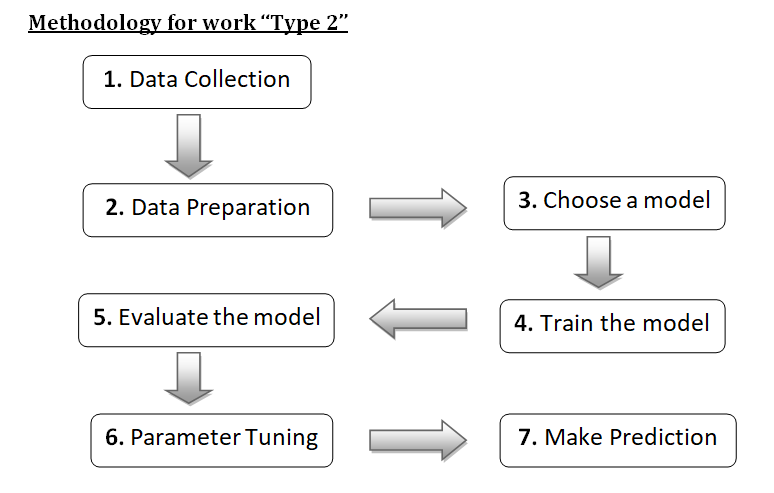 Methodology for work “Type 2”
1. Data Collection
2. Data Preparation
3. Choose a model
4. Train the model
5. Evaluate the model
6. Parameter Tuning
7. Make Prediction